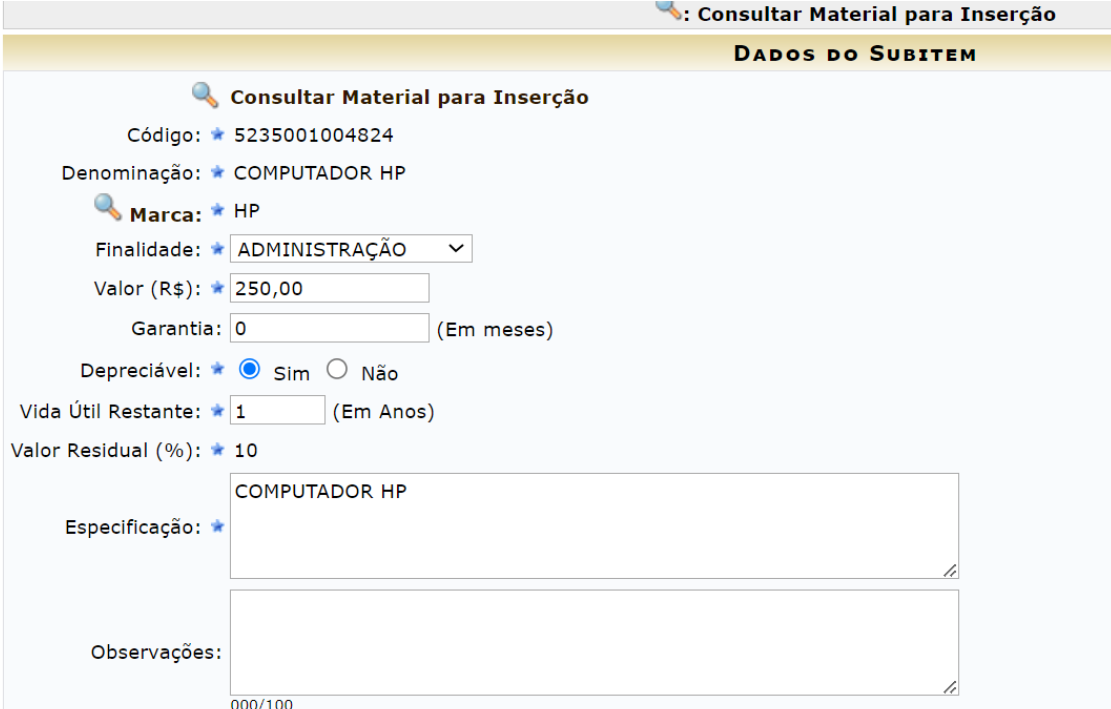 : Consultar Material para Inserção
DADOS DO SUBITEM
Consultar Material para Inserção
Código: 5235001004824
Denominação: COMPUTADOR HP
Marca: HP
Finalidade: ADMINISTRAÇÃO
Valor (R$): 250,00
Garantia: 0 (Em meses)
Depreciável: Sim Não
Vida Útil Restante: 1 (Em Anos)
Valor Residual (%): 10
COMPUTADOR HP
Especificação:
Observações:
000/100